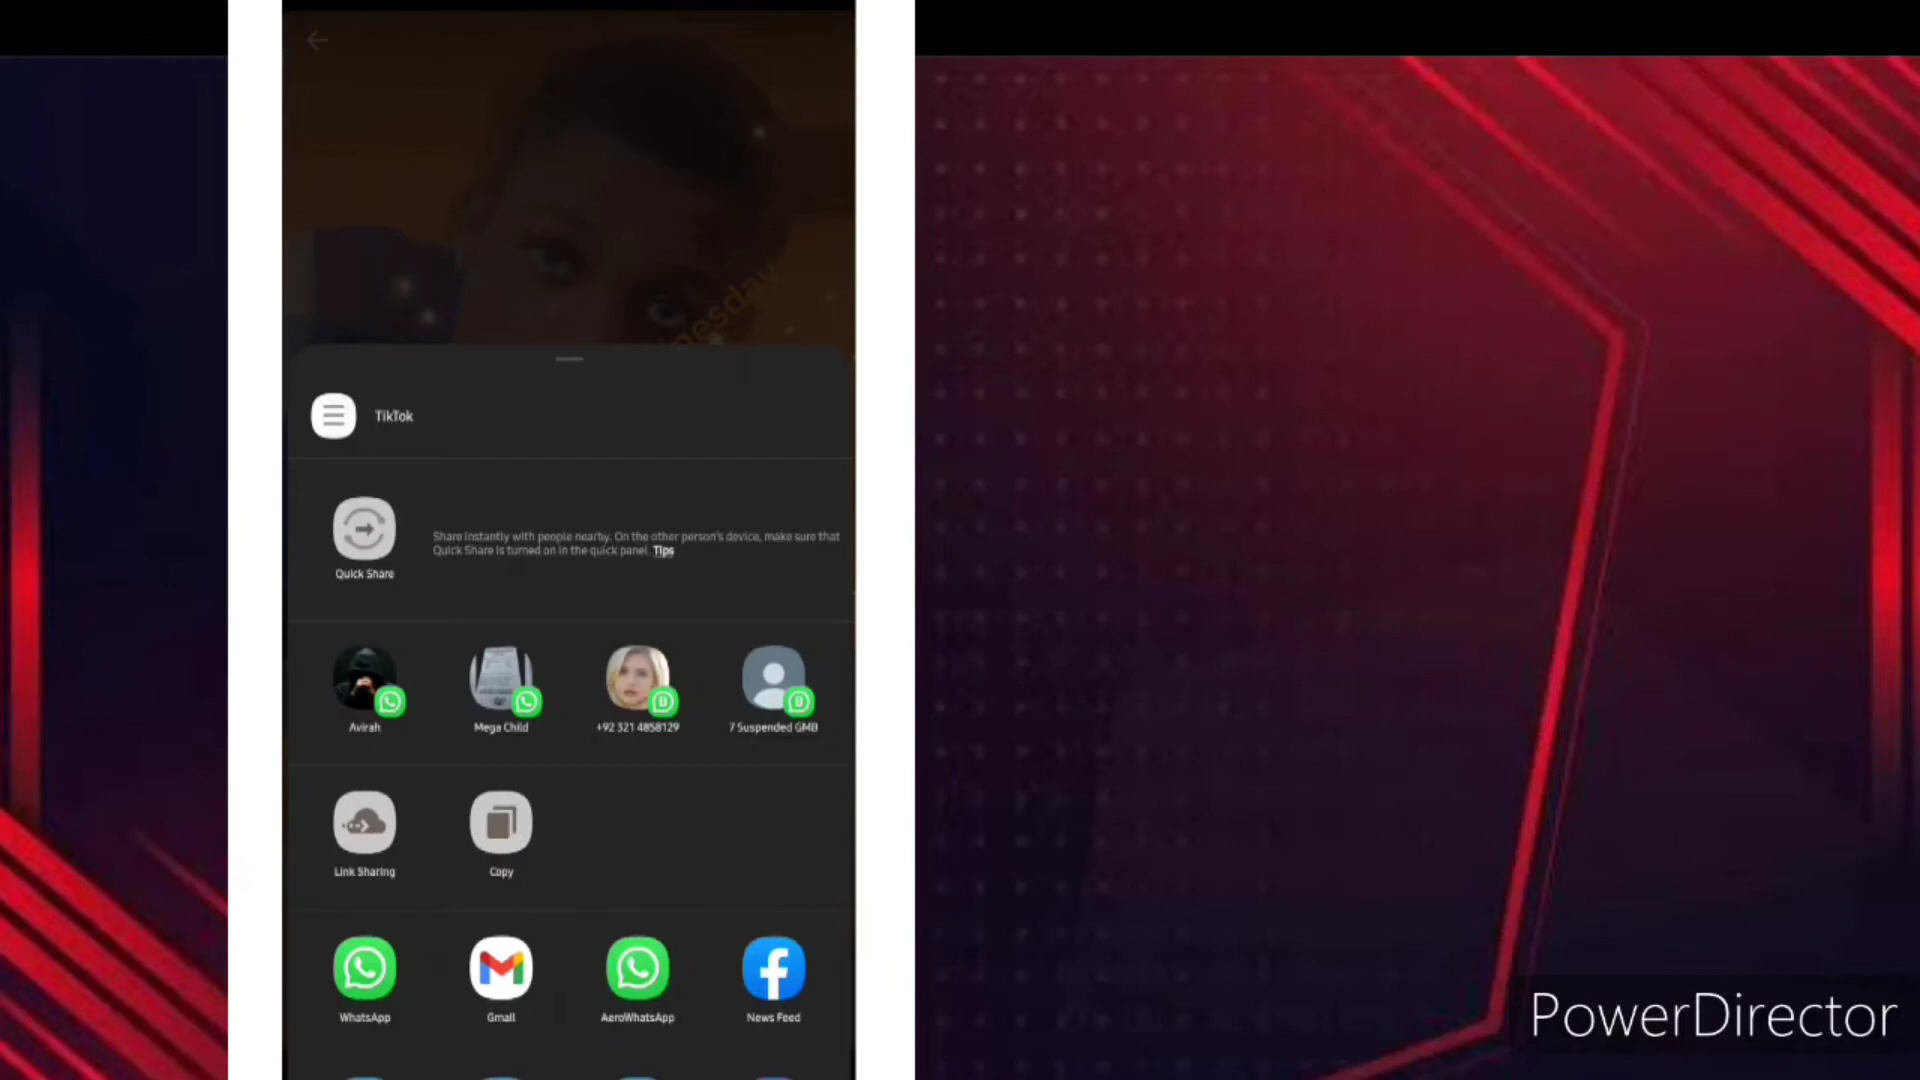 nesday
TikTok
Share instantly with people nearby. On the other person's device, make sure that
Quick Share is turned on in the quick panel. Tips
Quick Share
Avirah
Mega Child
+92 321 4858129
7 Suspended GMB
Link Sharing
Copy
WhatsApp
Gmail
AeroWhatsApp
News Feed
PowerDirector